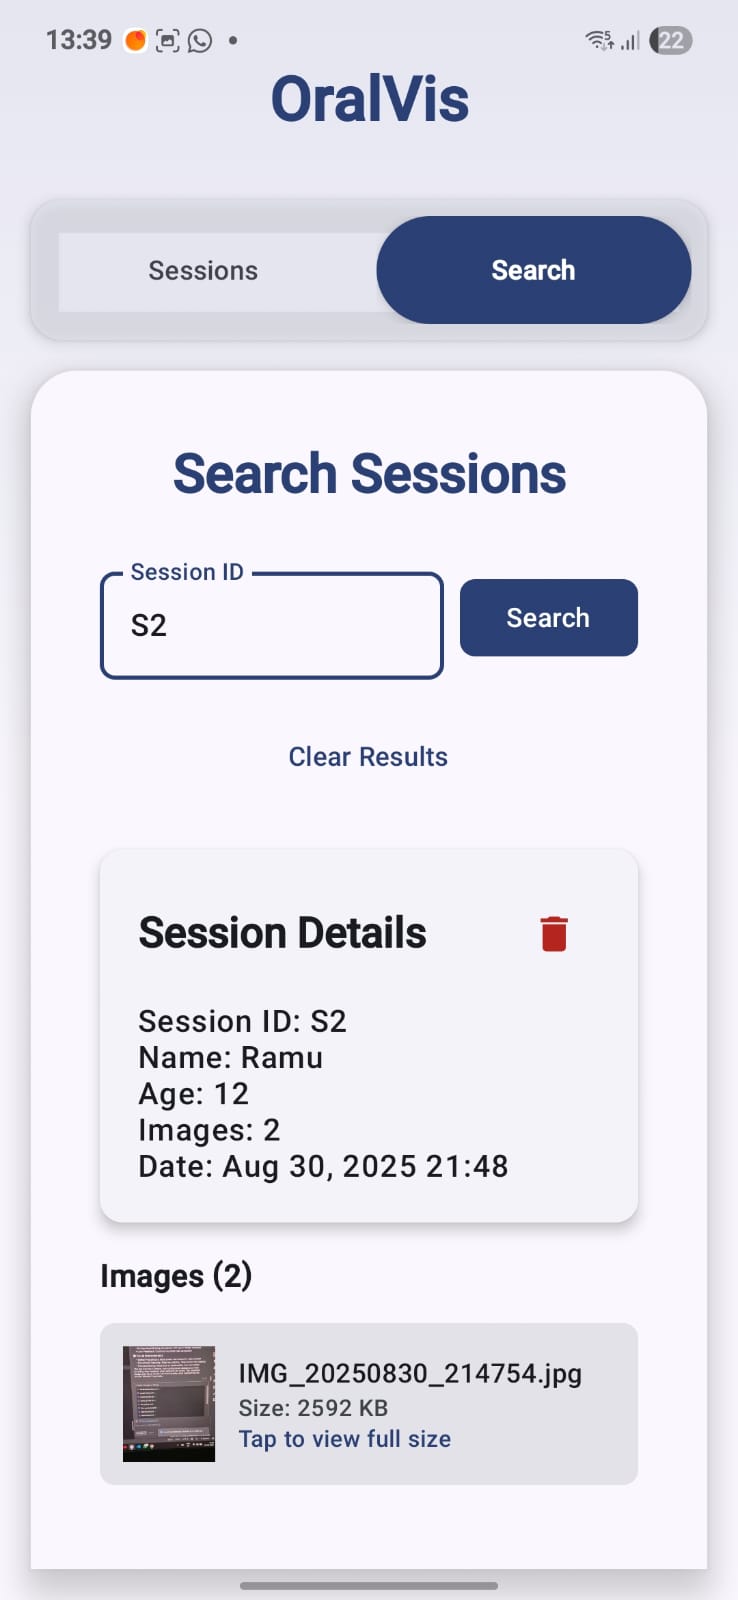 13:39
22
OralVis
Sessions
Search
Search Sessions
Session ID
S2
Search
Clear Results
Session Details
Session ID: S2
Name: Ramu
Age: 12
Images: 2
Date: Aug 30, 2025 21:48
Images (2)
IMG_20250830_214754.jpg
Size: 2592 KB
Tap to view full size